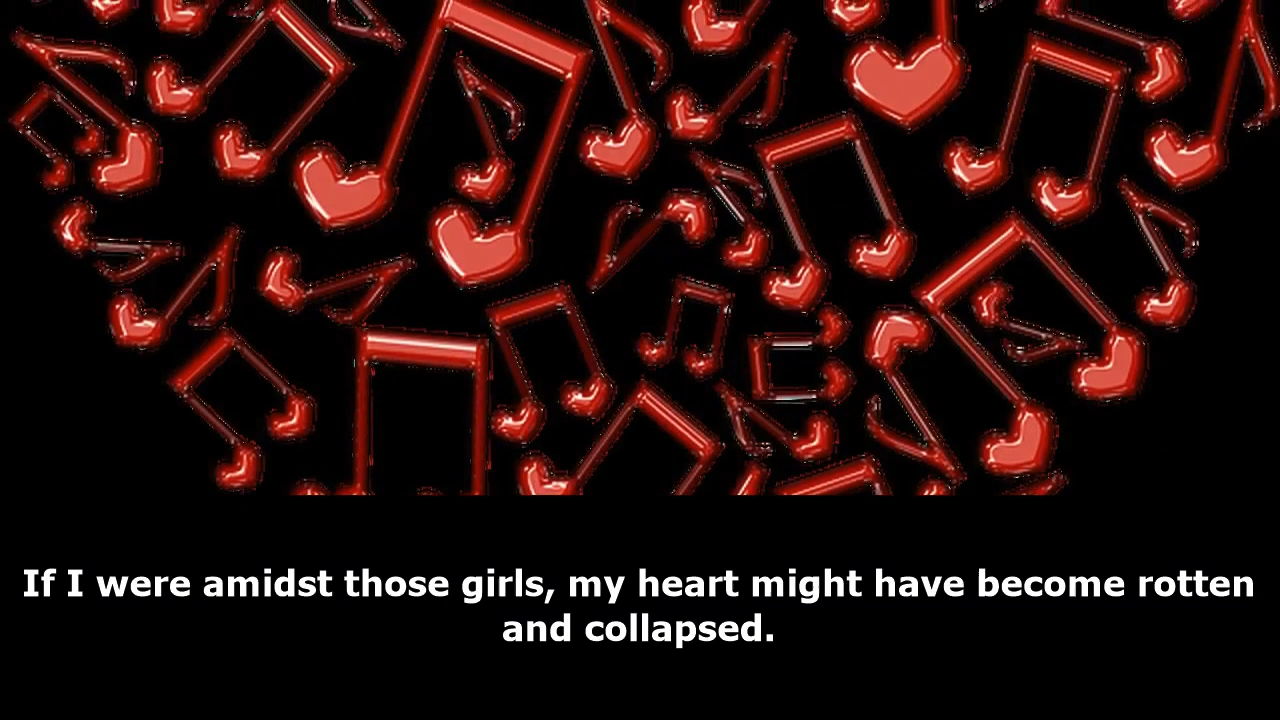 If I were amidst those girls, my heart might have become rotten
and collapsed.